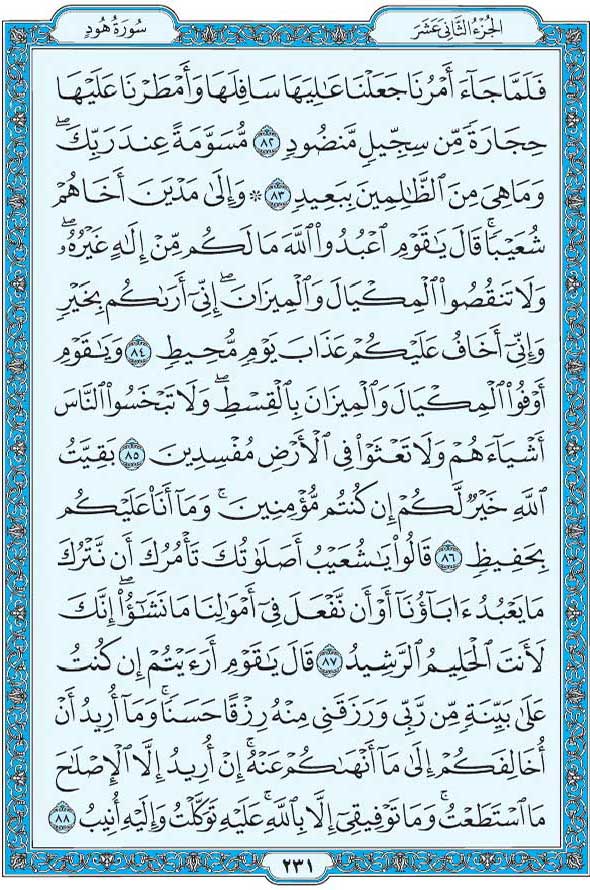 الجُزْءُ الثَّانِي عَشَرَ
سُورَةُ هُودٍ
فَلَمَّا جَآءَ أَمْرُنَا جَعَلْنَا عَٰلِيَهَا سَافِلَهَا وَأَمْطَرْنَا عَلَيْهَا
حِجَارَةً مِّن سِجِّيلٍ مَّنضُودٍ ٨٢ مُّسَوَّمَةً عِندَ رَبِّكَۖ
وَمَا هِيَ مِنَ ٱلظَّٰلِمِينَ بِبَعِيدٍ ٨٣ ۞ وَإِلَىٰ مَدْيَنَ أَخَاهُمْ
شُعَيْبًاۚ قَالَ يَٰقَوْمِ ٱعْبُدُوا۟ ٱللَّهَ مَا لَكُم مِّنْ إِلَٰهٍ غَيْرُهُۥۖ
وَلَا تَنقُصُوا۟ ٱلْمِكْيَالَ وَٱلْمِيزَانَۖ إِنِّيٓ أَرَىٰكُم بِخَيْرٍ
وَإِنِّيٓ أَخَافُ عَلَيْكُمْ عَذَابَ يَوْمٍ مُّحِيطٍ ٨٤ وَيَٰقَوْمِ
أَوْفُوا۟ ٱلْمِكْيَالَ وَٱلْمِيزَانَ بِٱلْقِسْطِۖ وَلَا تَبْخَسُوا۟ ٱلنَّاسَ
أَشْيَآءَهُمْ وَلَا تَعْثَوْا۟ فِي ٱلْأَرْضِ مُفْسِدِينَ ٨٥ بَقِيَّتُ
ٱللَّهِ خَيْرٌ لَّكُمْ إِن كُنتُم مُّؤْمِنِينَۚ وَمَآ أَنَا۠ عَلَيْكُم
بِحَفِيظٍ ٨٦ قَالُوا۟ يَٰشُعَيْبُ أَصَلَوٰتُكَ تَأْمُرُكَ أَن نَّتْرُكَ
مَا يَعْبُدُ ءَابَآؤُنَآ أَوْ أَن نَّفْعَلَ فِيٓ أَمْوَٰلِنَا مَا نَشَٰٓؤُا۟ۖ إِنَّكَ
لَأَنتَ ٱلْحَلِيمُ ٱلرَّشِيدُ ٨٧ قَالَ يَٰقَوْمِ أَرَءَيْتُمْ إِن كُنتُ
عَلَىٰ بَيِّنَةٍ مِّن رَّبِّي وَرَزَقَنِي مِنْهُ رِزْقًا حَسَنًاۚ وَمَآ أُرِيدُ أَنْ
أُخَالِفَكُمْ إِلَىٰ مَآ أَنْهَىٰكُمْ عَنْهُۚ إِنْ أُرِيدُ إِلَّا ٱلْإِصْلَٰحَ
مَا ٱسْتَطَعْتُۚ وَمَا تَوْفِيقِيٓ إِلَّا بِٱللَّهِۚ عَلَيْهِ تَوَكَّلْتُ وَإِلَيْهِ أُنِيبُ ٨٨
٢٣١